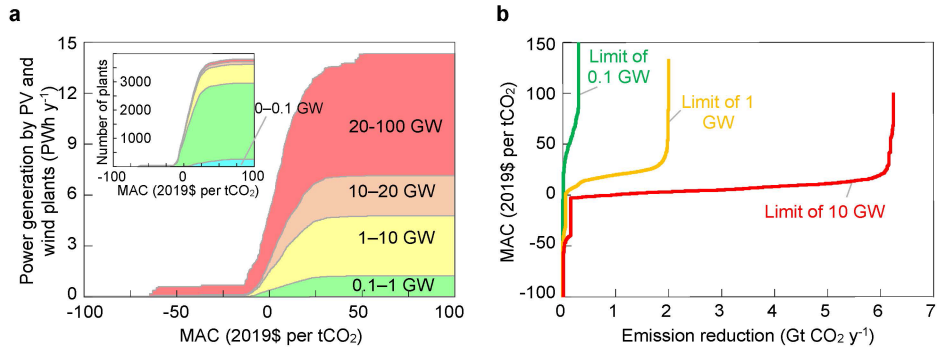 a
Power generation by PV and
wind plants (PWh y⁻¹)
15
12
9
6
3
0
-100
-50
0
50
100
MAC (2019$ per tCO₂)
20-100 GW
10–20 GW
1–10 GW
0.1–1 GW
Number of plants
3000
2000
1000
-100
0
100
MAC (2019$ per tCO₂)
0–0.1 GW
b
MAC (2019$ per tCO₂)
150
100
50
0
-50
-100
0
1
2
3
4
5
6
7
Emission reduction (Gt CO₂ y⁻¹)
Limit of
0.1 GW
Limit of 1
GW
Limit of 10 GW